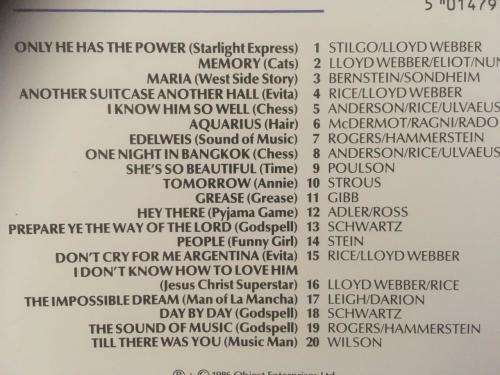 5 "01479
ONLY HE HAS THE POWER (Starlight Express) 1 STILGO/LLOYD WEBBER
MEMORY (Cats) 2 LLOYD WEBBER/ELIOT/NUN
MARIA (West Side Story) 3 BERNSTEIN/SONDHEIM
ANOTHER SUITCASE ANOTHER HALL (Evita) 4 RICE/LLOYD WEBBER
I KNOW HIM SO WELL (Chess) 5 ANDERSON/RICE/ULVAEUS
AQUARIUS (Hair) 6 McDERMOT/RAGNI/RADO
EDELWEIS (Sound of Music) 7 ROGERS/HAMMERSTEIN
ONE NIGHT IN BANGKOK (Chess) 8 ANDERSON/RICE/ULVAEUS
SHE'S SO BEAUTIFUL (Time) 9 POULSON
TOMORROW (Annie) 10 STROUS
GREASE (Grease) 11 GIBB
HEY THERE (Pyjama Game) 12 ADLER/ROSS
PREPARE YE THE WAY OF THE LORD (Godspell) 13 SCHWARTZ
PEOPLE (Funny Girl) 14 STEIN
DON'T CRY FOR ME ARGENTINA (Evita) 15 RICE/LLOYD WEBBER
I DON'T KNOW HOW TO LOVE HIM
(Jesus Christ Superstar) 16 LLOYD WEBBER/RICE
THE IMPOSSIBLE DREAM (Man of La Mancha) 17 LEIGH/DARION
DAY BY DAY (Godspell) 18 SCHWARTZ
THE SOUND OF MUSIC (Godspell) 19 ROGERS/HAMMERSTEIN
TILL THERE WAS YOU (Music Man) 20 WILSON
℗ + © 1986 Object Enterprises Ltd